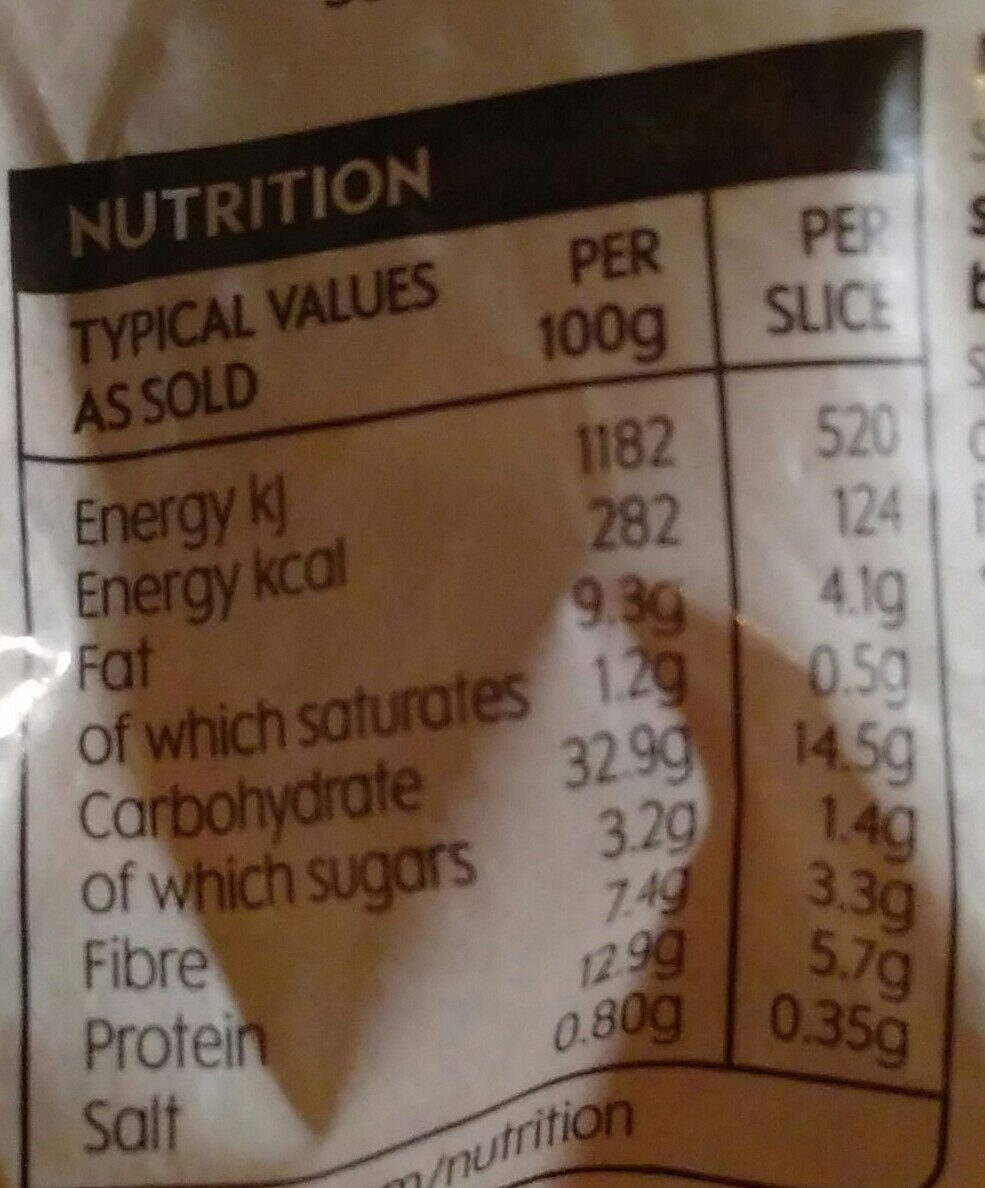 NUTRITION
TYPICAL VALUES AS SOLD PER 100g PER SLICE
Energy kJ 1182 520
Energy kcal 282 124
Fat 9.3g 4.1g
of which saturates 1.2g 0.5g
Carbohydrate 32.9g 14.5g
of which sugars 3.2g 1.4g
Fibre 7.4g 3.3g
Protein 12.9g 5.7g
Salt 0.80g 0.35g
/nutrition